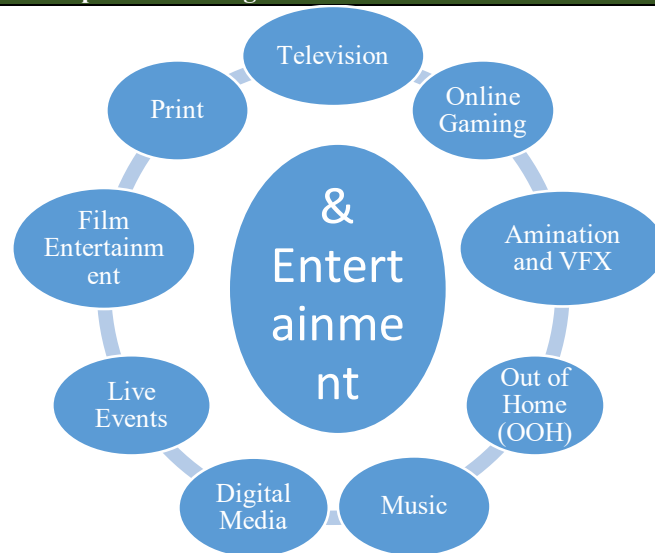 Television
Online
Gaming
Amination
and VFX
Out of
Home
(OOH)
Music
Digital
Media
Live
Events
Film
Entertainm
ent
Print
&
Entert
ainme
nt